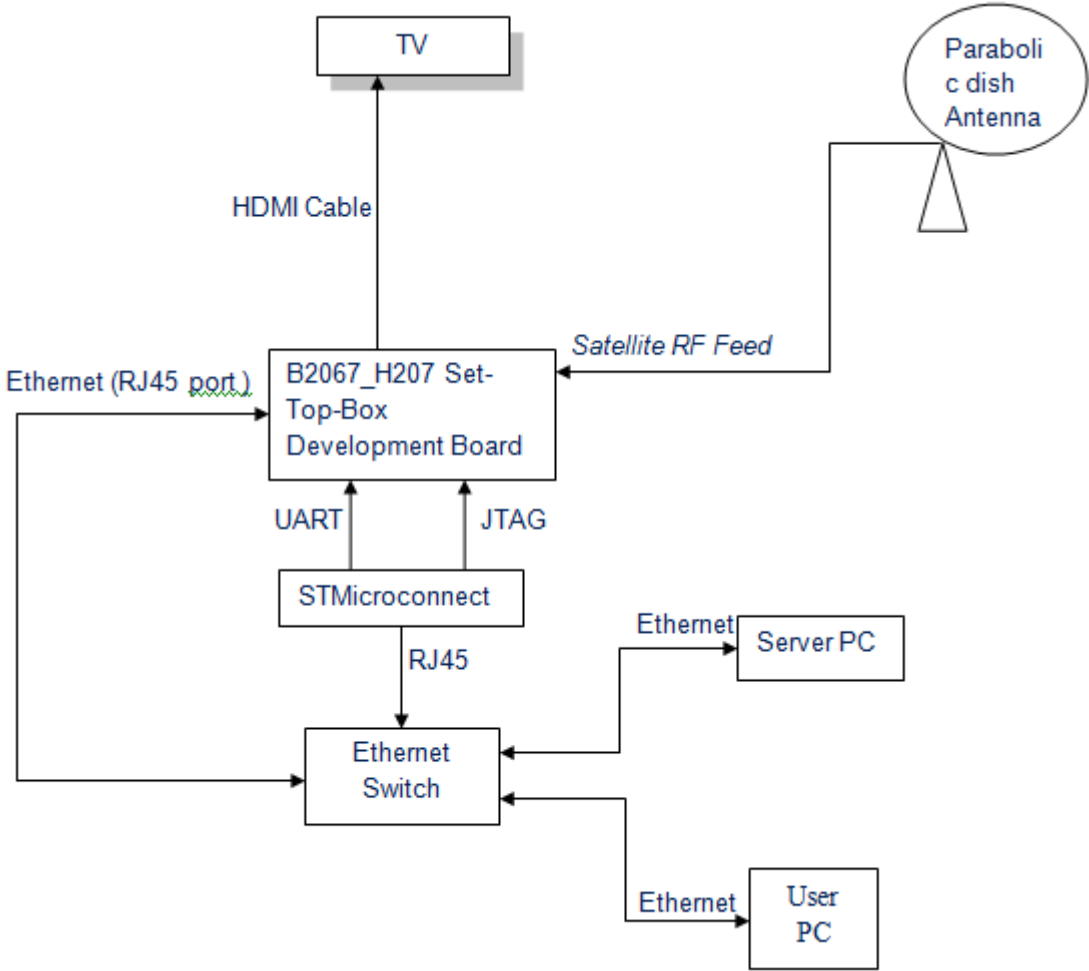 TV
Paraboli
c dish
Antenna
HDMI Cable
Satellite RF Feed
Ethernet (RJ45 port )
B2067_H207 Set-
Top-Box
Development Board
UART
JTAG
STMicroconnect
RJ45
Ethernet
Server PC
Ethernet
Switch
Ethernet
User
PC